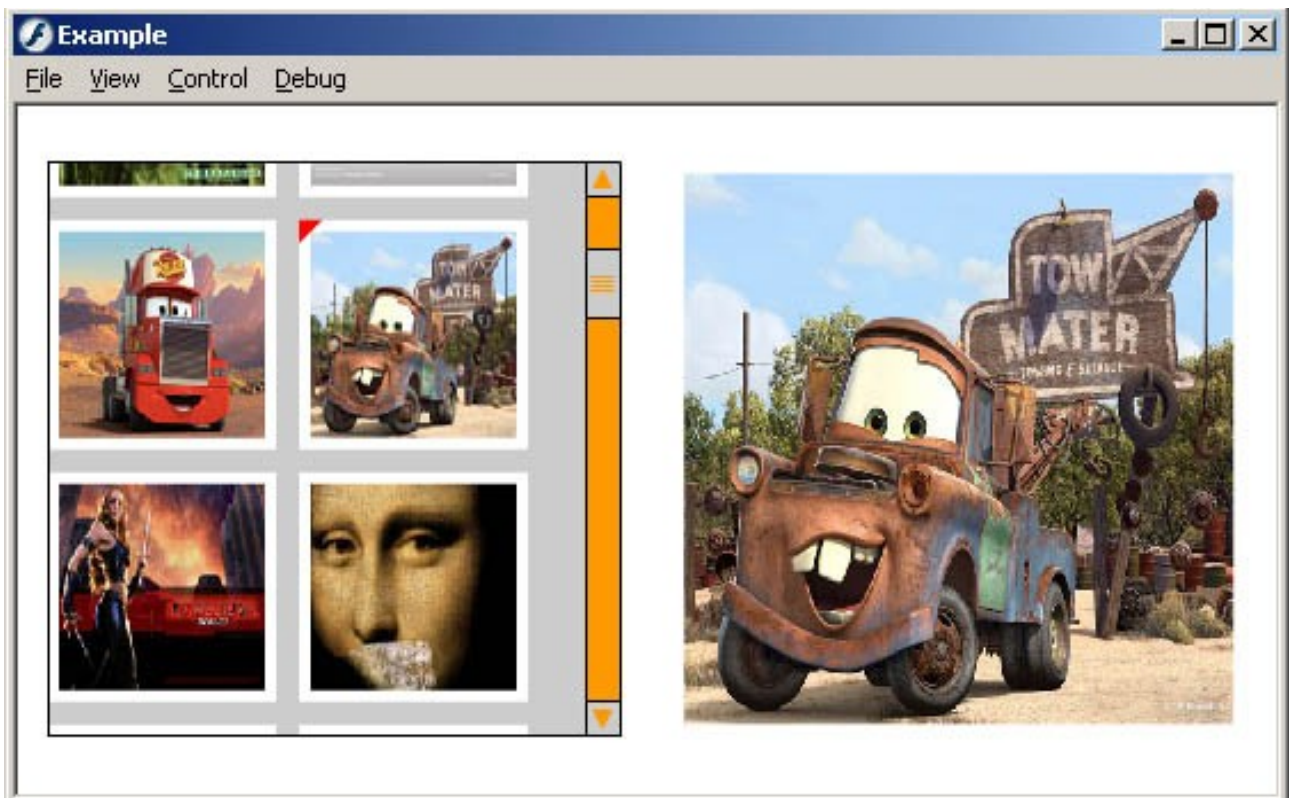 Example
File View Control Debug
TOW
MATER
TOW
MATER
TOWING & SALVAGE